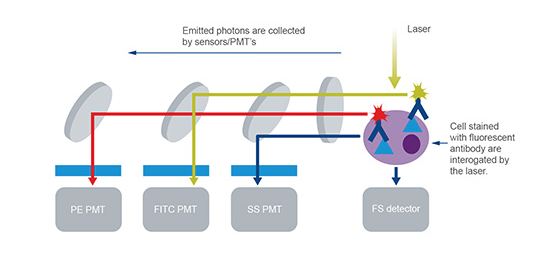 Emitted photons are collected
by sensors/PMT's
Laser
Cell stained
with fluorescent
antibody are
interogated by
the laser.
PE PMT
FITC PMT
SS PMT
FS detector